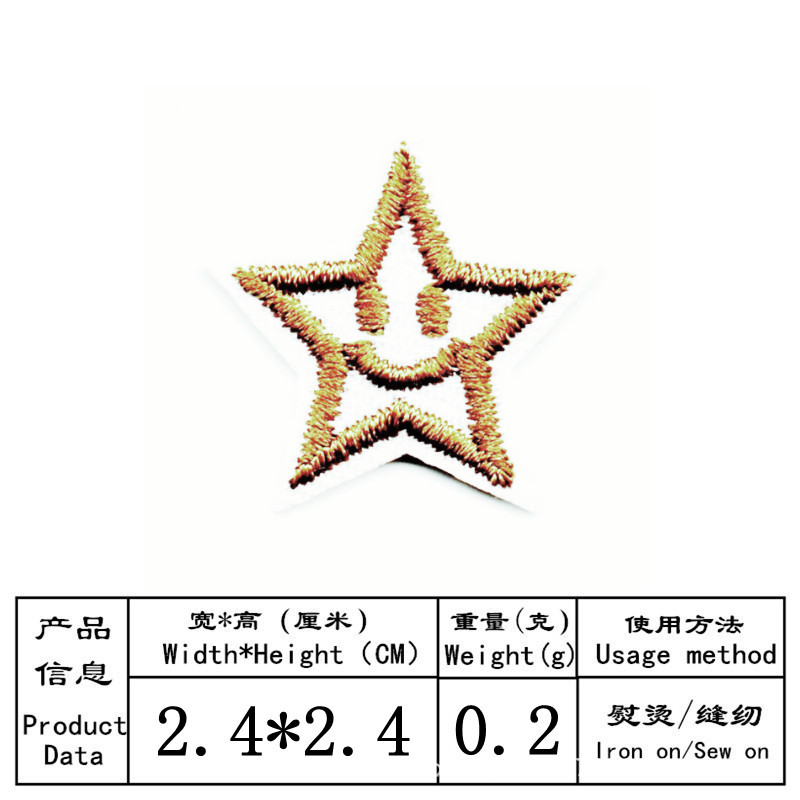 产品
信息
Product
Data
宽*高 (厘米)
Width*Height (CM)
重量(克)
Weight(g)
使用方法
Usage method
2.4*2.4
0.2
熨烫/缝纫
Iron on/Sew on